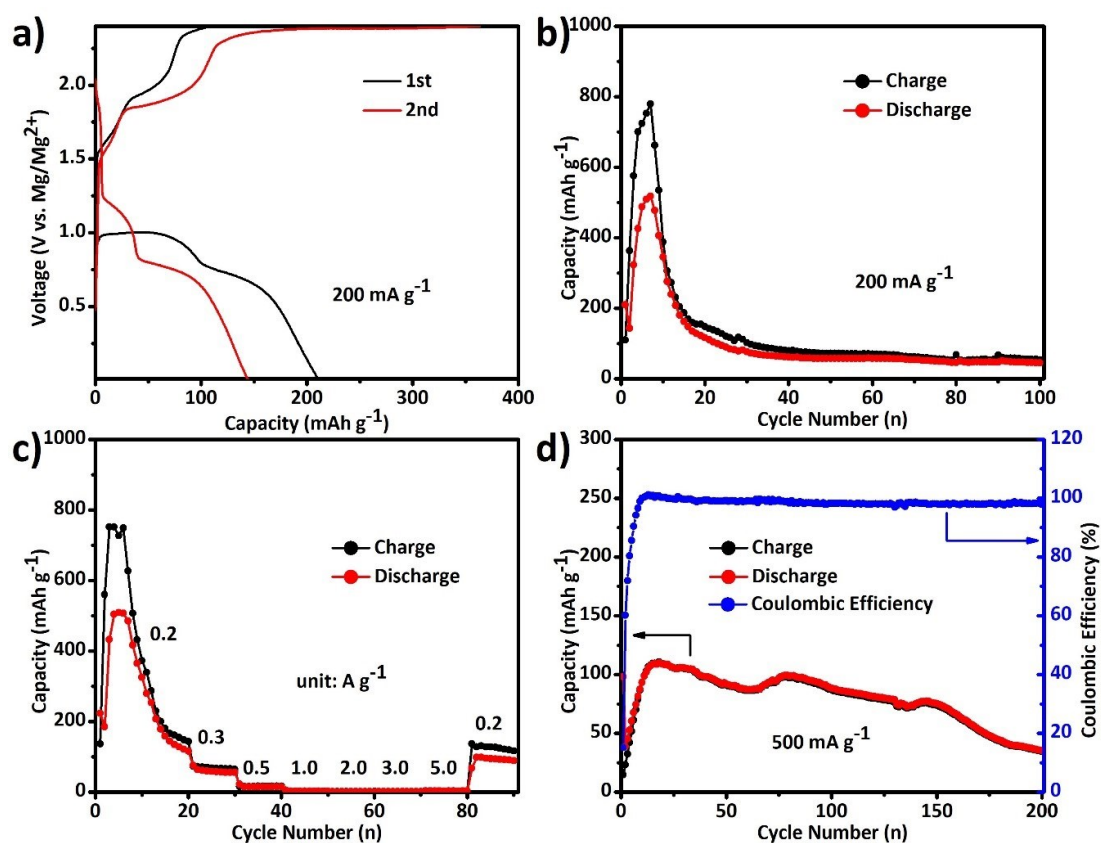 a)
Voltage (V vs. Mg/Mg2+)
2.0
1.5
1.0
0.5
1st
2nd
200 mA g-1
0 100 200 300 400
Capacity (mAh g-1)
b)
Capacity (mAh g-1)
1000
800
600
400
200
0
Charge
Discharge
200 mA g-1
0 20 40 60 80 100
Cycle Number (n)
c)
Capacity (mAh g-1)
1000
800
600
400
200
0
Charge
Discharge
0.2
unit: A g-1
0.3
0.5 1.0 2.0 3.0 5.0
0.2
0 20 40 60 80
Cycle Number (n)
d)
Capacity (mAh g-1)
300
250
200
150
100
50
0
Charge
Discharge
Coulombic Efficiency
500 mA g-1
0 50 100 150 200
Cycle Number (n)
120
100
80
60
40
20
0
Coulombic Efficiency (%)